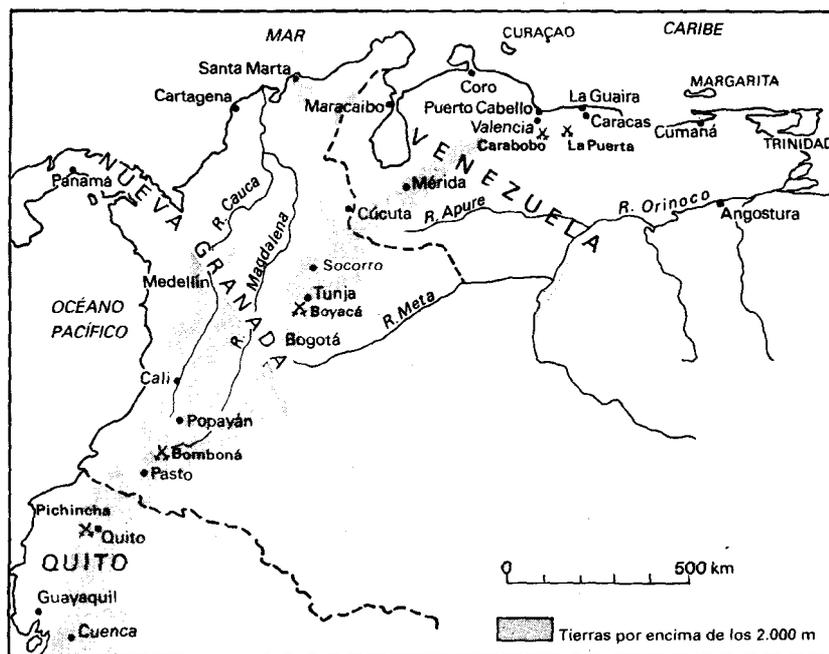 MAR
CURAÇAO
CARIBE
Santa Marta
Coro
MARGARITA
Cartagena
Maracaibo
Puerto Cabello
La Guaira
Valencia
Caracas
Cumaná
Carabobo
La Puerta
TRINIDAD
VENEZUELA
NUEVA GRANADA
Panamá
Mérida
R. Cauca
Cúcuta
R. Apure
R. Orinoco
Angostura
R. Magdalena
Socorro
Medellín
Tunja
Boyacá
R. Meta
OCÉANO
PACÍFICO
Bogotá
Cali
Popayán
Bomboná
Pasto
Pichincha
Quito
QUITO
0
500 km
Guayaquil
Cuenca
Tierras por encima de los 2.000 m